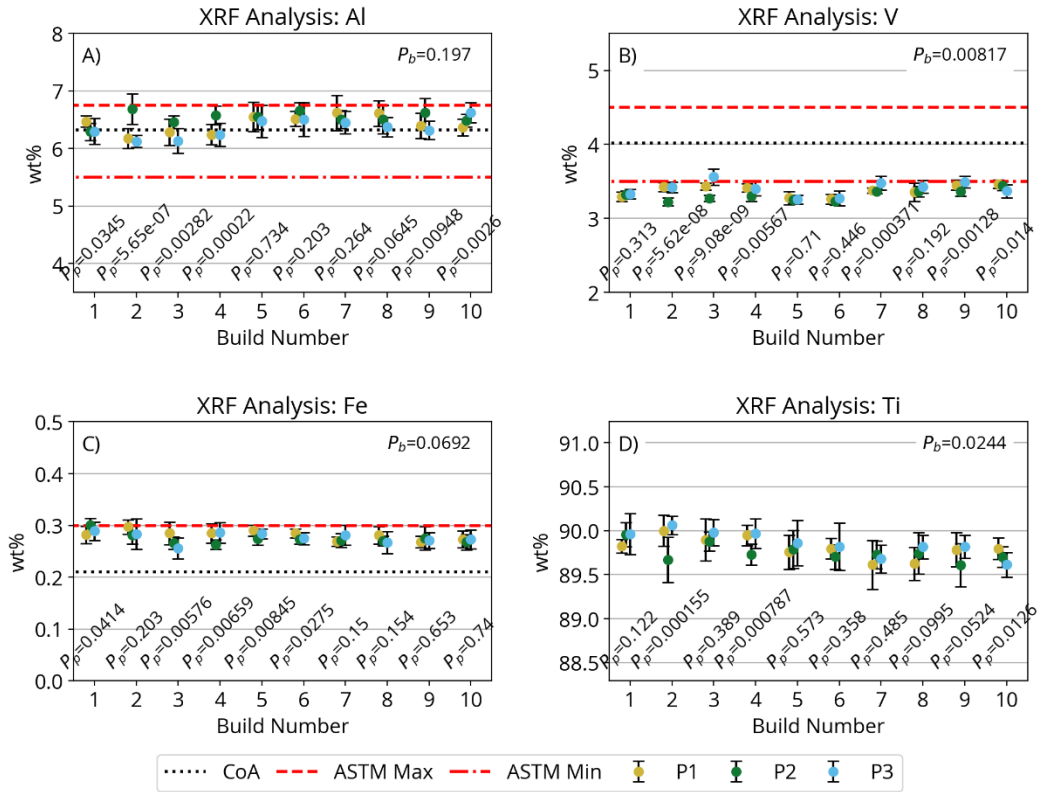 XRF Analysis: Al
A)
P_b=0.197
8
7
6
5
4
wt%
P_p=0.0345
P_p=5.65e-07
P_p=0.00282
P_p=0.00022
P_p=0.734
P_p=0.203
P_p=0.264
P_p=0.0645
P_p=0.00948
P_p=0.0026
1 2 3 4 5 6 7 8 9 10
Build Number
XRF Analysis: V
B)
P_b=0.00817
5
4
3
2
wt%
P_p=0.313
P_p=5.62e-08
P_p=9.08e-09
P_p=0.00567
P_p=0.71
P_p=0.446
P_p=0.000371
P_p=0.192
P_p=0.00128
P_p=0.014
1 2 3 4 5 6 7 8 9 10
Build Number
XRF Analysis: Fe
C)
P_b=0.0692
0.5
0.4
0.3
0.2
0.1
0.0
wt%
P_p=0.0414
P_p=0.203
P_p=0.00576
P_p=0.00659
P_p=0.00845
P_p=0.0275
P_p=0.15
P_p=0.154
P_p=0.653
P_p=0.74
1 2 3 4 5 6 7 8 9 10
Build Number
XRF Analysis: Ti
D)
P_b=0.0244
91.0
90.5
90.0
89.5
89.0
88.5
wt%
P_p=0.122
P_p=0.000155
P_p=0.389
P_p=0.000787
P_p=0.573
P_p=0.358
P_p=0.485
P_p=0.0995
P_p=0.0524
P_p=0.0126
1 2 3 4 5 6 7 8 9 10
Build Number
CoA ASTM Max ASTM Min P1 P2 P3